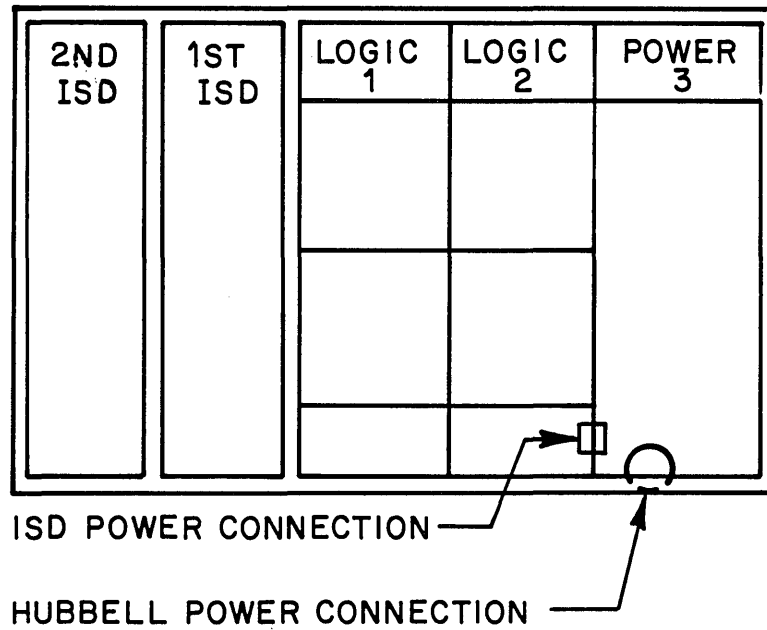 2ND
ISD
1ST
ISD
LOGIC
1
LOGIC
2
POWER
3
ISD POWER CONNECTION
HUBBELL POWER CONNECTION